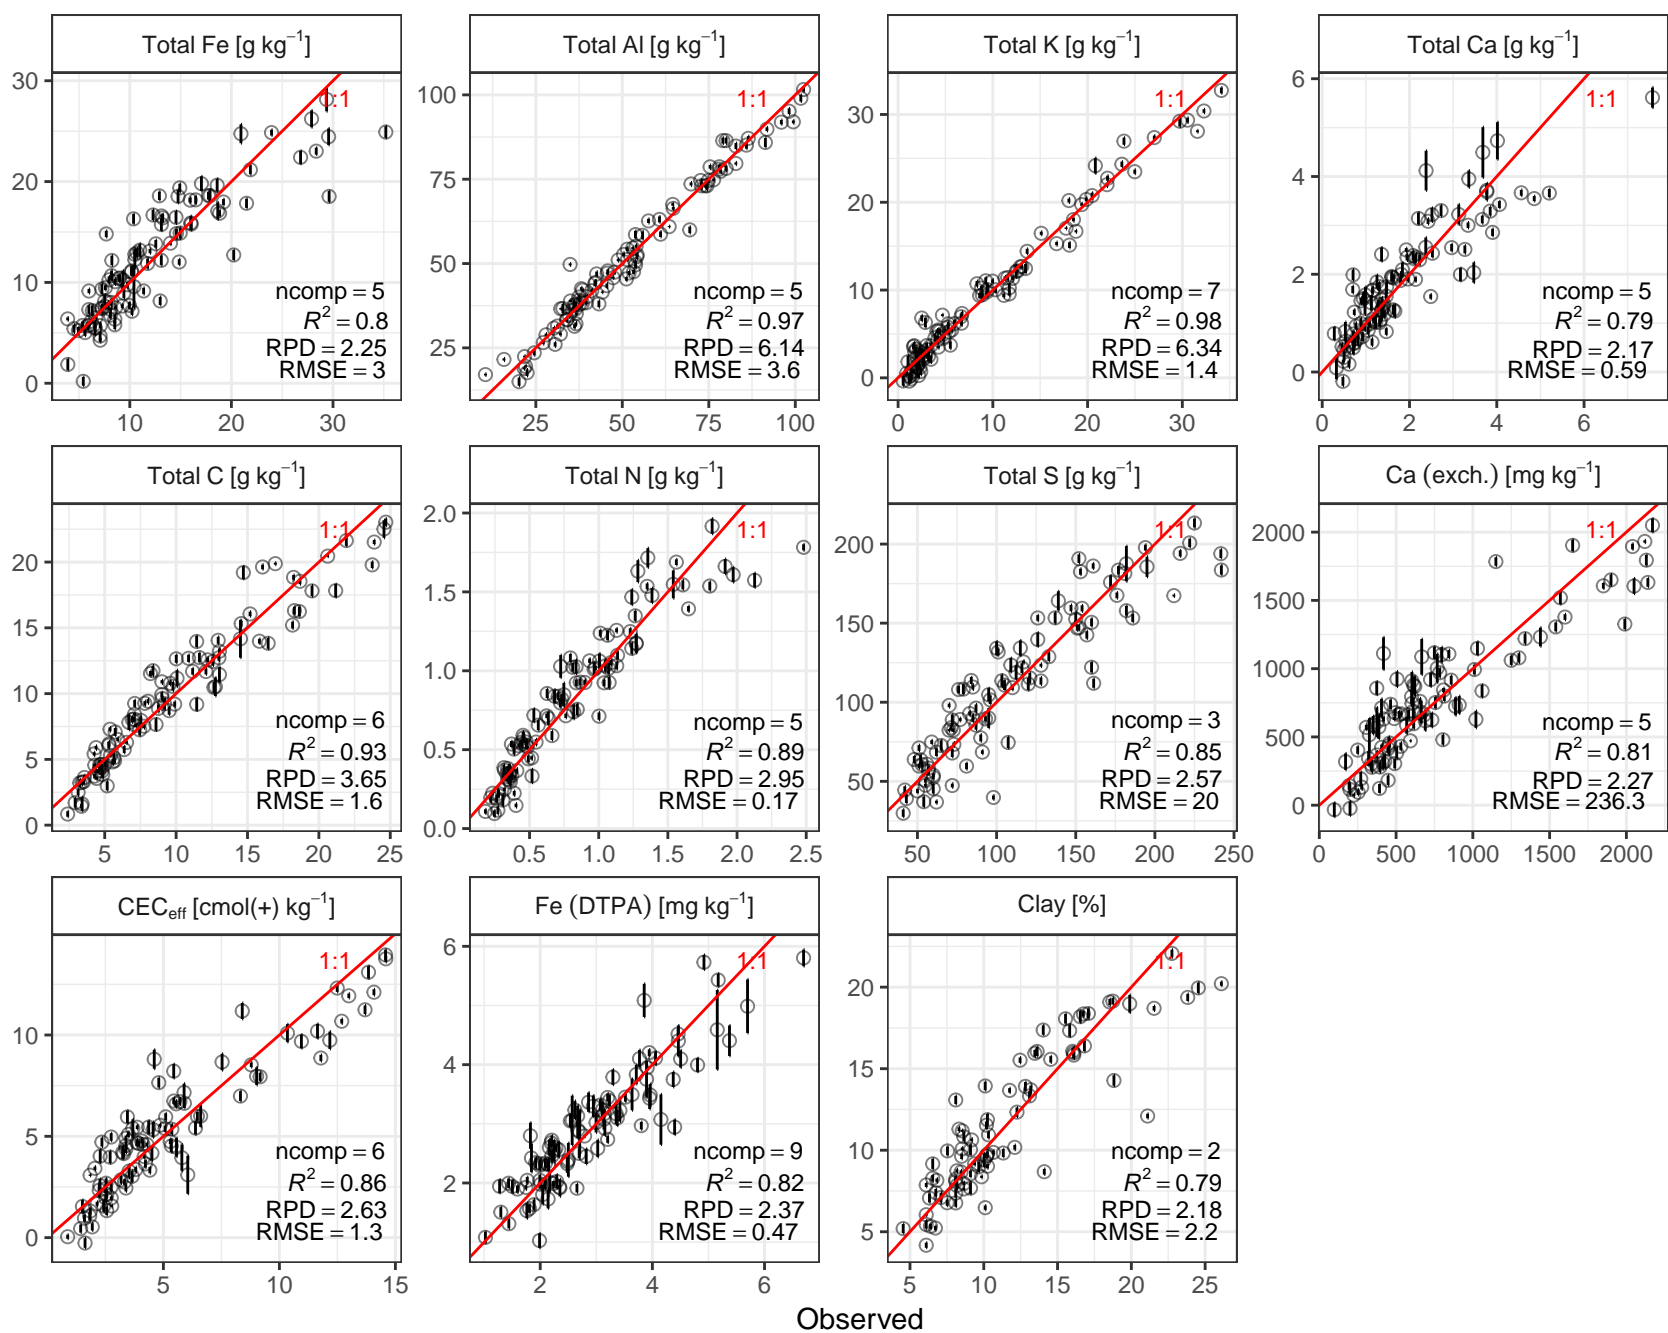 Total Fe [g kg⁻¹]
30
20
10
0
1:1
ncomp = 5
R² = 0.8
RPD = 2.25
RMSE = 3
10 20 30
Total Al [g kg⁻¹]
100
75
50
25
1:1
ncomp = 5
R² = 0.97
RPD = 6.14
RMSE = 3.6
25 50 75 100
Total K [g kg⁻¹]
30
20
10
0
1:1
ncomp = 7
R² = 0.98
RPD = 6.34
RMSE = 1.4
0 10 20 30
Total Ca [g kg⁻¹]
6
4
2
0
1:1
ncomp = 5
R² = 0.79
RPD = 2.17
RMSE = 0.59
0 2 4 6
Total C [g kg⁻¹]
20
15
10
5
0
1:1
ncomp = 6
R² = 0.93
RPD = 3.65
RMSE = 1.6
5 10 15 20 25
Total N [g kg⁻¹]
2.0
1.5
1.0
0.5
0.0
1:1
ncomp = 5
R² = 0.89
RPD = 2.95
RMSE = 0.17
0.5 1.0 1.5 2.0 2.5
Total S [g kg⁻¹]
200
150
100
50
1:1
ncomp = 3
R² = 0.85
RPD = 2.57
RMSE = 20
50 100 150 200 250
Ca (exch.) [mg kg⁻¹]
2000
1500
1000
500
0
1:1
ncomp = 5
R² = 0.81
RPD = 2.27
RMSE = 236.3
0 500 1000 1500 2000
CECeff [cmol(+) kg⁻¹]
10
5
0
1:1
ncomp = 6
R² = 0.86
RPD = 2.63
RMSE = 1.3
5 10 15
Fe (DTPA) [mg kg⁻¹]
6
4
2
1:1
ncomp = 9
R² = 0.82
RPD = 2.37
RMSE = 0.47
2 4 6
Clay [%]
20
15
10
5
1:1
ncomp = 2
R² = 0.79
RPD = 2.18
RMSE = 2.2
5 10 15 20 25
Observed